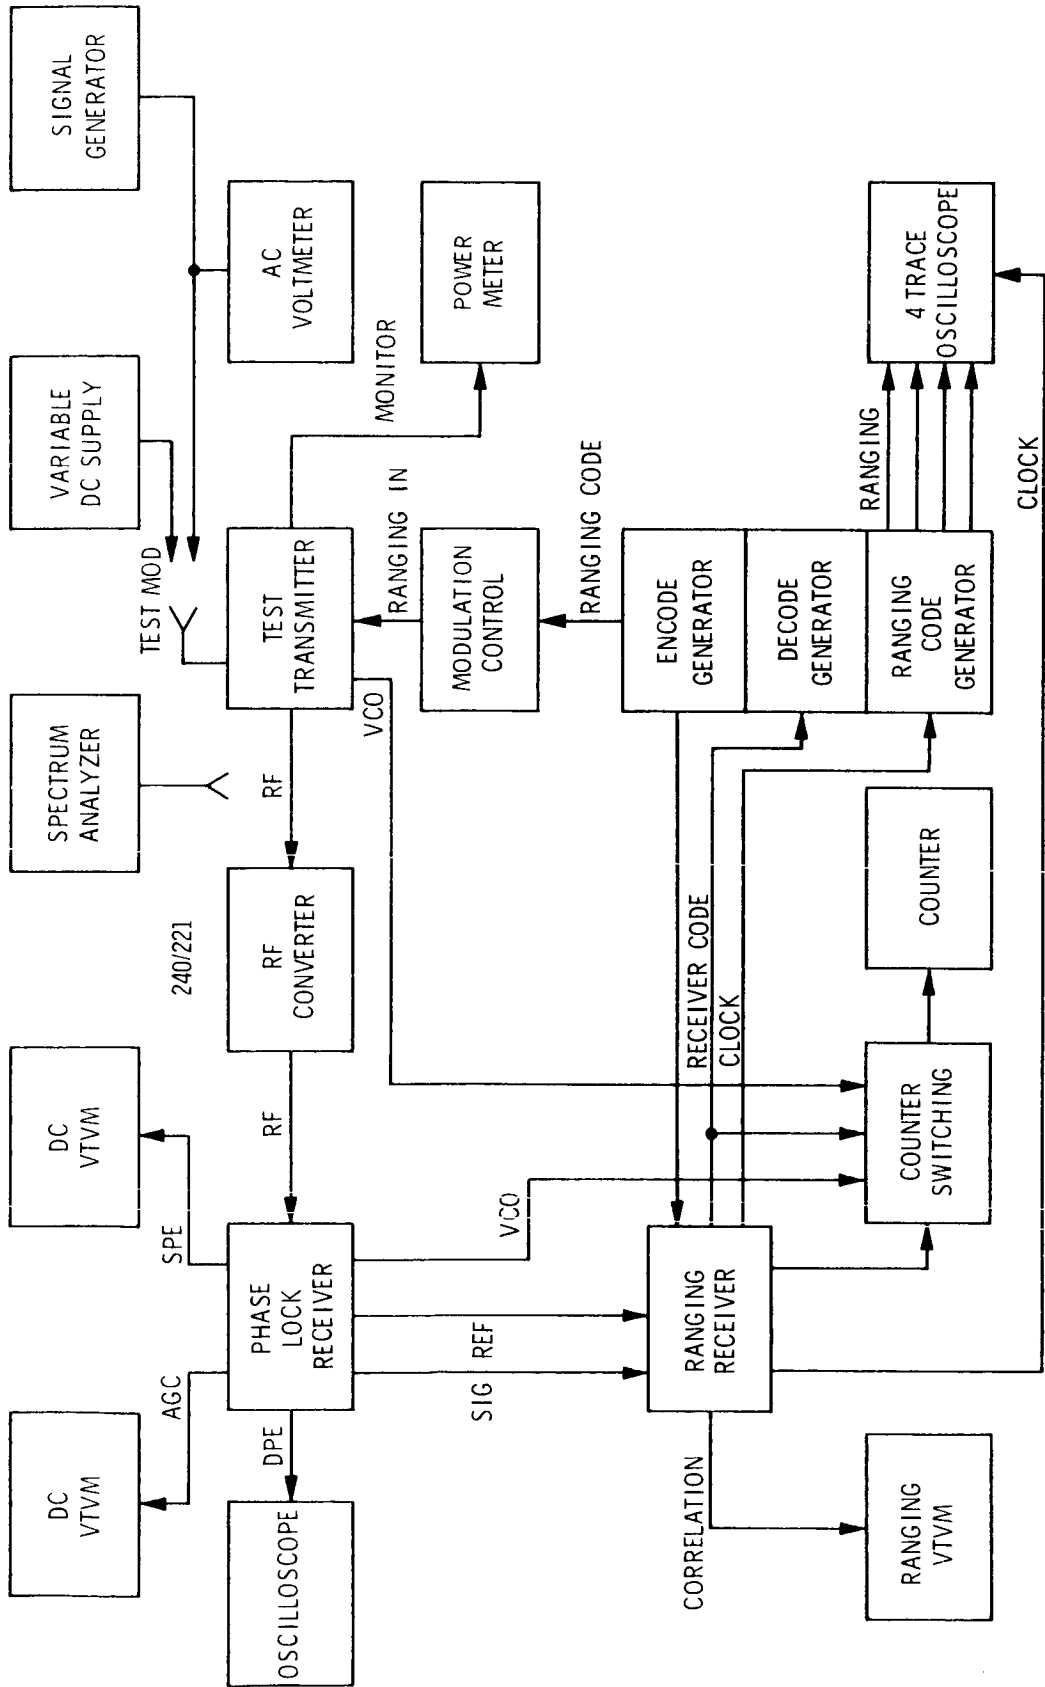 DC
VTVM
DC
VTVM
SPECTRUM
ANALYZER
VARIABLE
DC SUPPLY
SIGNAL
GENERATOR
AGC
SPE
240/221
TEST MOD
OSCILLOSCOPE
DPE
PHASE
LOCK
RECEIVER
RF
RF
CONVERTER
RF
TEST
TRANSMITTER
AC
VOLTMETER
VCO
MONITOR
RANGING IN
SIG
REF
VCO
MODULATION
CONTROL
POWER
METER
RANGING CODE
CORRELATION
RANGING
RECEIVER
RECEIVER CODE
CLOCK
ENCODE
GENERATOR
DECODE
GENERATOR
RANGING
CODE
GENERATOR
RANGING
4 TRACE
OSCILLOSCOPE
RANGING
VTVM
COUNTER
SWITCHING
COUNTER
CLOCK